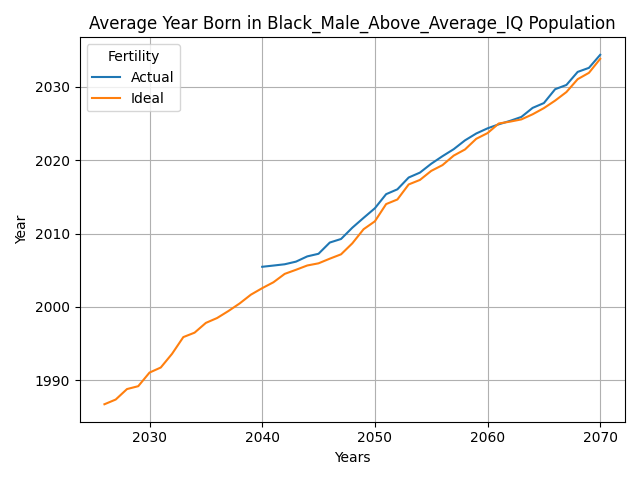 Average Year Born in Black_Male_Above_Average_IQ Population
Fertility
Actual
Ideal
2030
2020
2010
2000
1990
Year
2030 2040 2050 2060 2070
Years